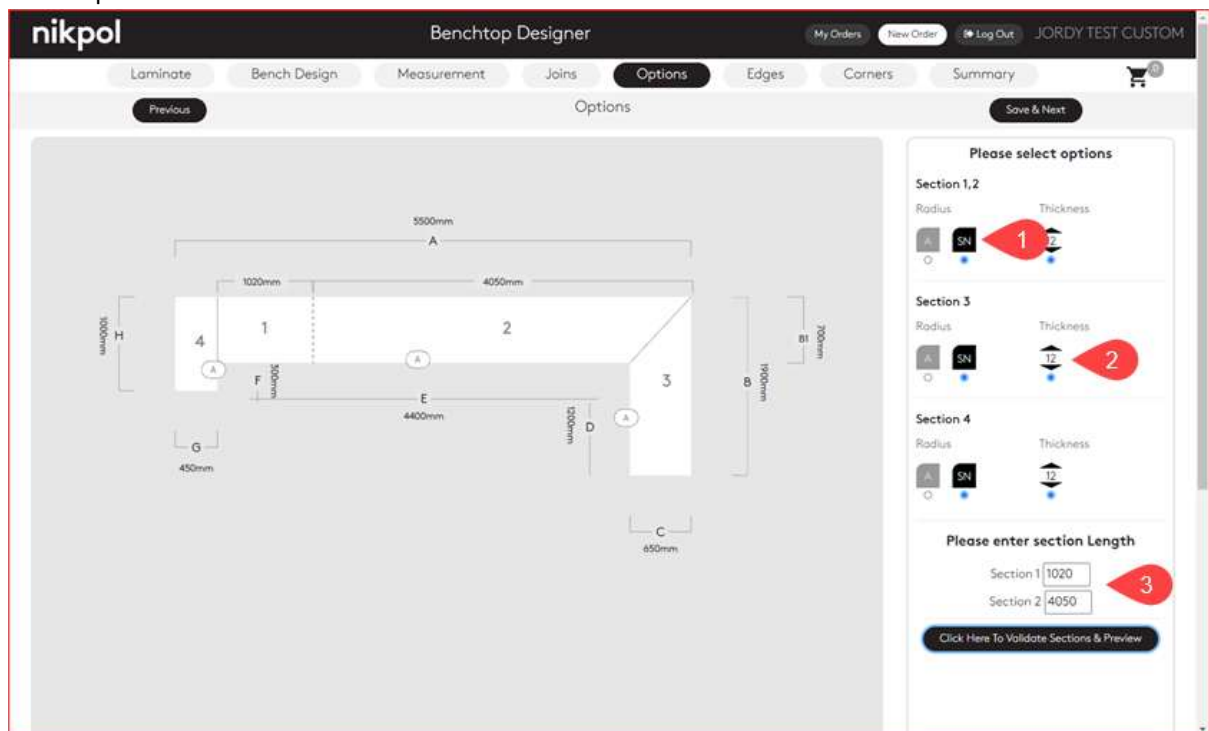 nikpol
Benchtop Designer
My Orders
New Order
Log Out
JORDY TEST CUSTOM
Laminate
Bench Design
Measurement
Joins
Options
Edges
Corners
Summary
0
Previous
Options
Save & Next
5500mm
A
1020mm
4050mm
1000mm
H
4
1
2
3
A
A
A
F
300mm
E
4400mm
1200mm
D
B
1900mm
B1
700mm
G
450mm
C
650mm
Please select options
Section 1,2
Radius Thickness
A SN 1
Section 3
Radius Thickness
A SN 12 2
Section 4
Radius Thickness
A SN 12
Please enter section Length
Section 1 1020
3
Section 2 4050
Click Here To Validate Sections & Preview